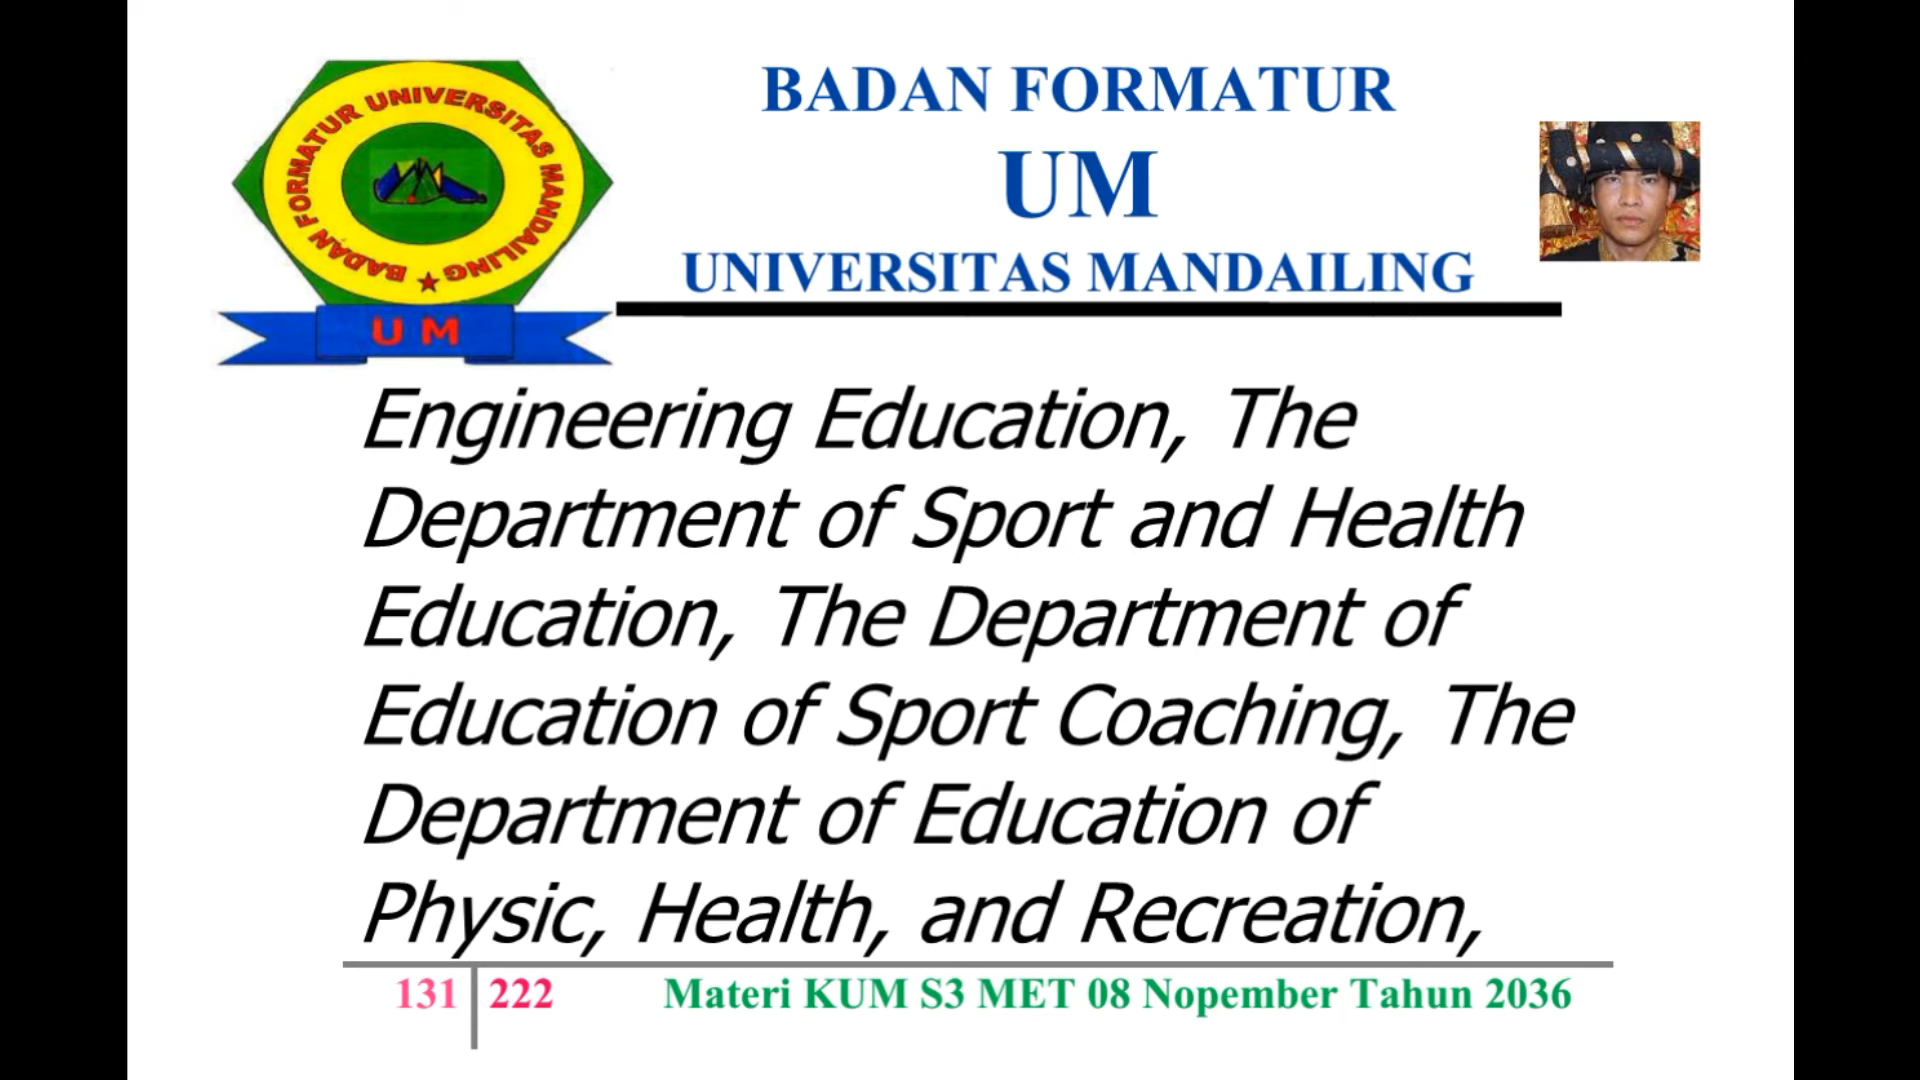 BADAN FORMATUR UNIVERSITAS MANDAILING
U M
BADAN FORMATUR
UM
UNIVERSITAS MANDAILING
Engineering Education, The
Department of Sport and Health
Education, The Department of
Education of Sport Coaching, The
Department of Education of
Physic, Health, and Recreation,
131 222 Materi KUM S3 MET 08 Nopember Tahun 2036